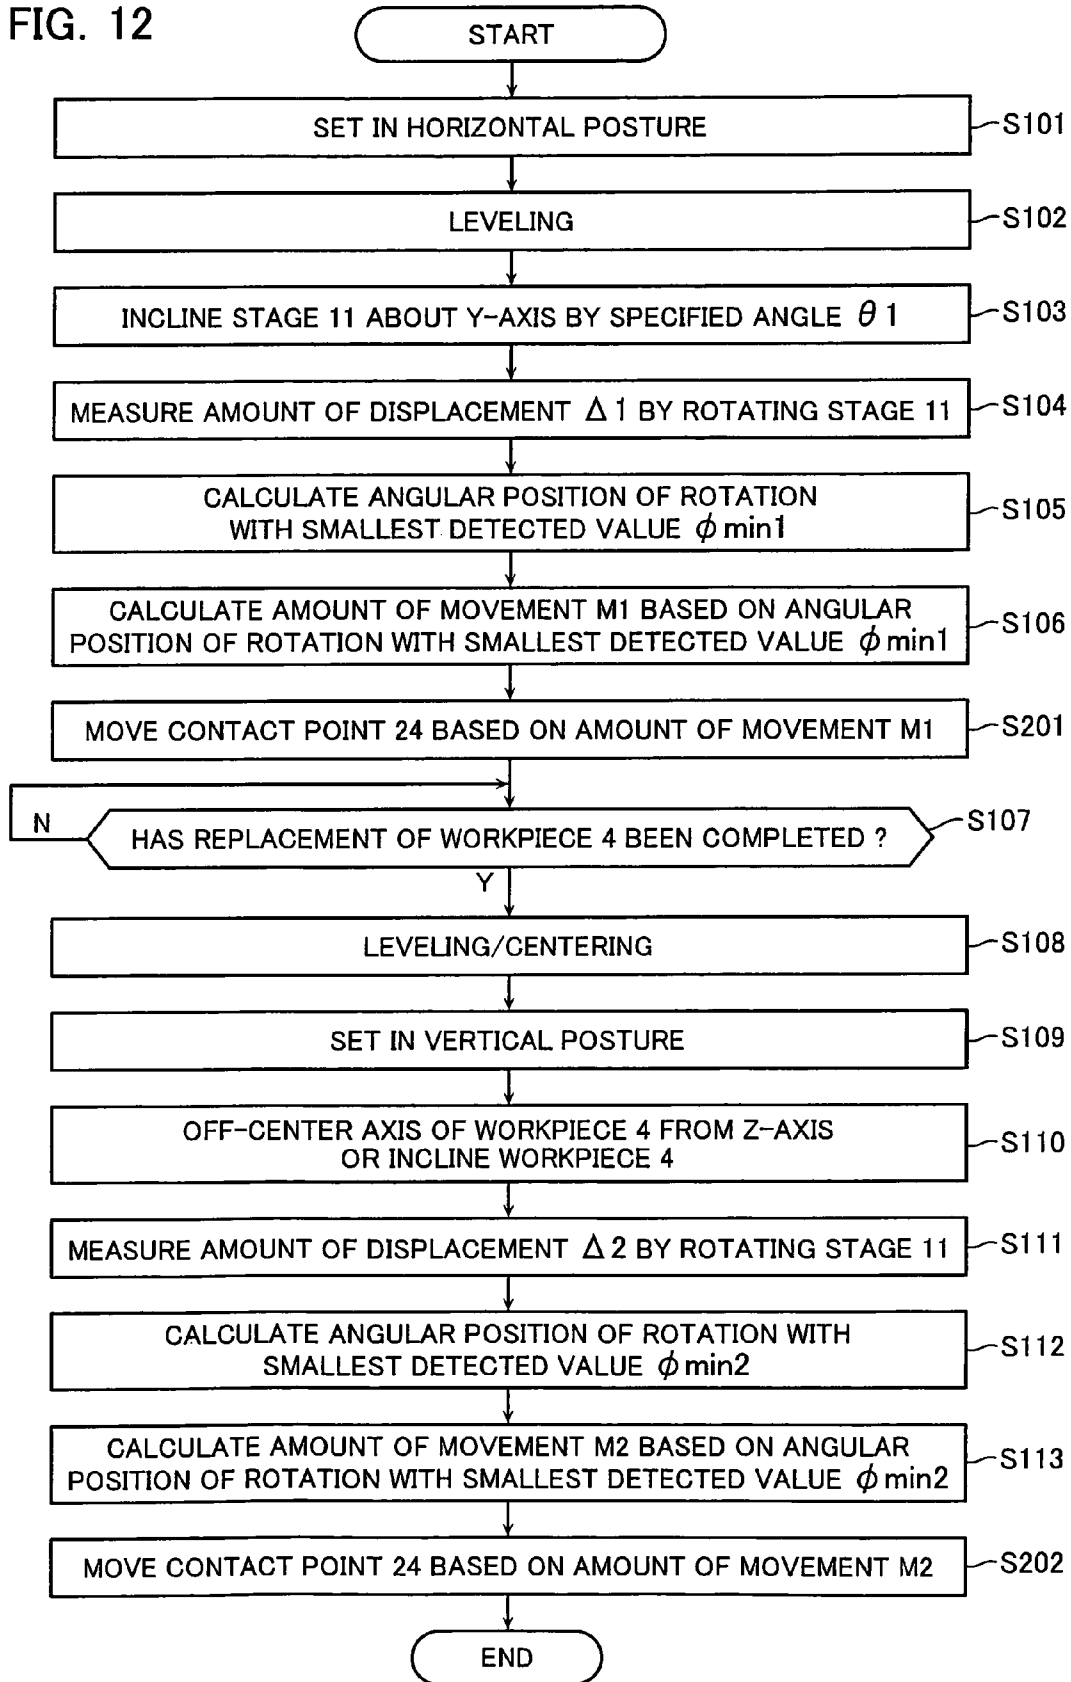 FIG. 12
START
SET IN HORIZONTAL POSTURE
S101
LEVELING
S102
INCLINE STAGE 11 ABOUT Y-AXIS BY SPECIFIED ANGLE θ1
S103
MEASURE AMOUNT OF DISPLACEMENT Δ1 BY ROTATING STAGE 11
S104
CALCULATE ANGULAR POSITION OF ROTATION
WITH SMALLEST DETECTED VALUE ϕmin1
S105
CALCULATE AMOUNT OF MOVEMENT M1 BASED ON ANGULAR
POSITION OF ROTATION WITH SMALLEST DETECTED VALUE ϕmin1
S106
MOVE CONTACT POINT 24 BASED ON AMOUNT OF MOVEMENT M1
S201
N
HAS REPLACEMENT OF WORKPIECE 4 BEEN COMPLETED ?
S107
Y
LEVELING/CENTERING
S108
SET IN VERTICAL POSTURE
S109
OFF-CENTER AXIS OF WORKPIECE 4 FROM Z-AXIS
OR INCLINE WORKPIECE 4
S110
MEASURE AMOUNT OF DISPLACEMENT Δ2 BY ROTATING STAGE 11
S111
CALCULATE ANGULAR POSITION OF ROTATION WITH
SMALLEST DETECTED VALUE ϕmin2
S112
CALCULATE AMOUNT OF MOVEMENT M2 BASED ON ANGULAR
POSITION OF ROTATION WITH SMALLEST DETECTED VALUE ϕmin2
S113
MOVE CONTACT POINT 24 BASED ON AMOUNT OF MOVEMENT M2
S202
END